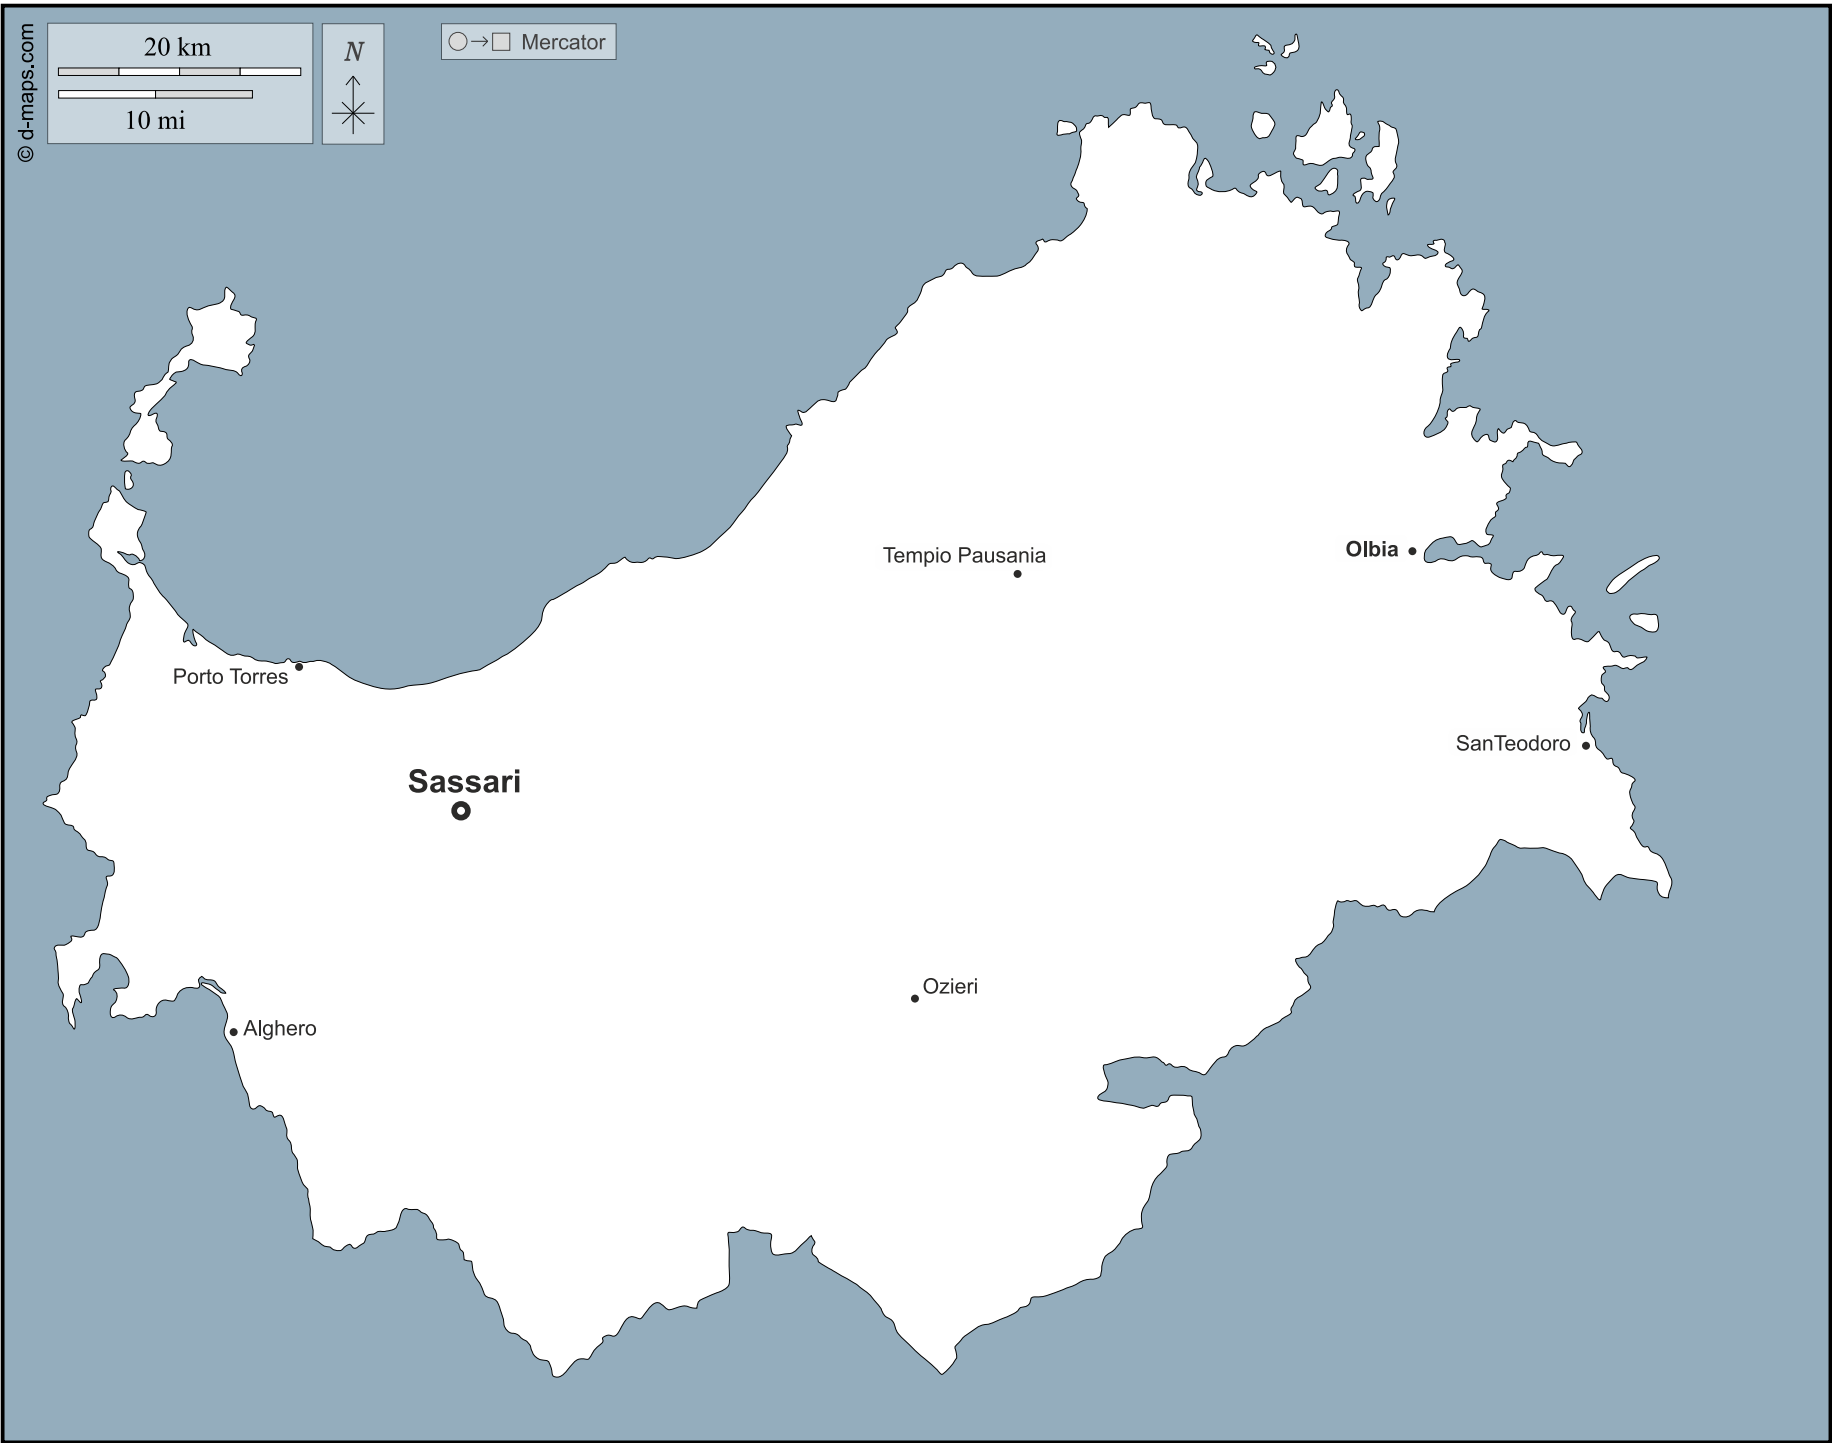 © d-maps.com
20 km
10 mi
N
Mercator
Tempio Pausania
Olbia
Porto Torres
SanTeodoro
Sassari
Ozieri
Alghero